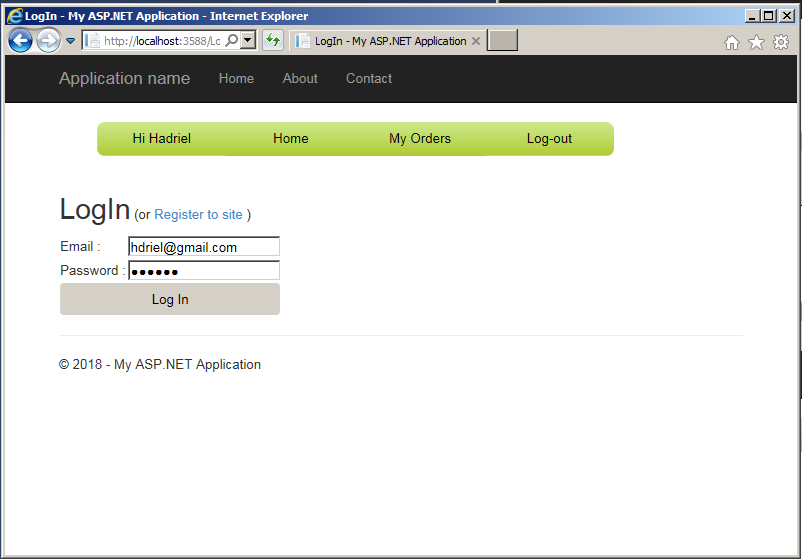 LogIn - My ASP.NET Application - Internet Explorer
http://localhost:3588/Lo LogIn - My ASP.NET Application
Application name Home About Contact
Hi Hadriel Home My Orders Log-out
LogIn (or Register to site )
Email : hdriel@gmail.com
Password : ●●●●●●
Log In
© 2018 - My ASP.NET Application